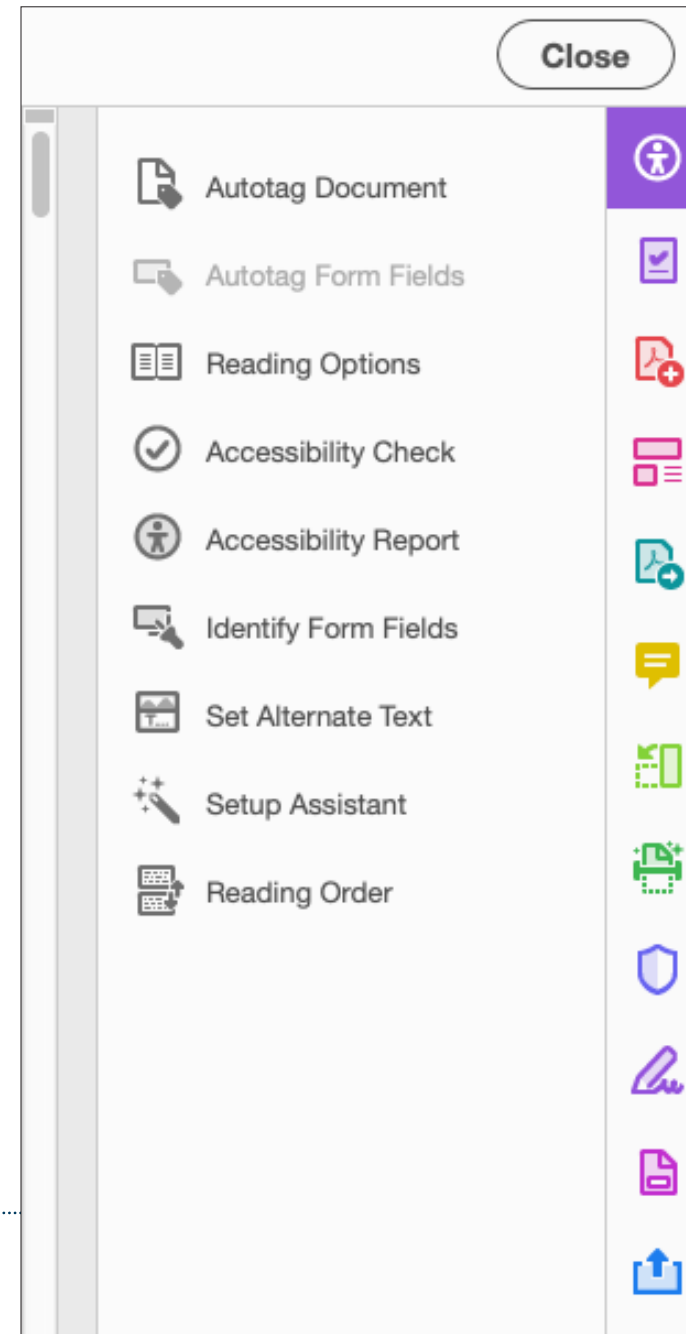 Close
Autotag Document
Autotag Form Fields
Reading Options
Accessibility Check
Accessibility Report
Identify Form Fields
Set Alternate Text
Setup Assistant
Reading Order